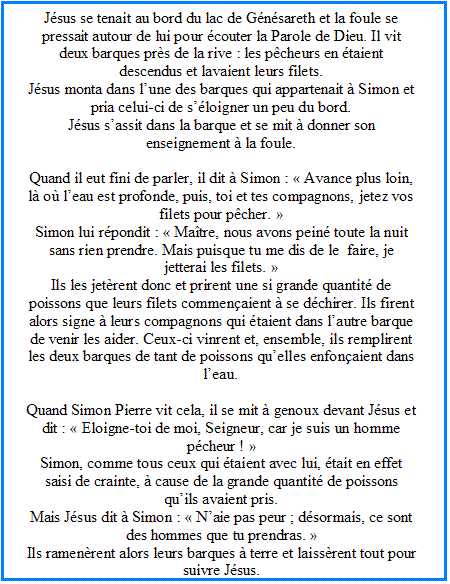 Jésus se tenait au bord du lac de Génésareth et la foule se
pressait autour de lui pour écouter la Parole de Dieu. Il vit
deux barques près de la rive : les pêcheurs en étaient
descendus et lavaient leurs filets.
Jésus monta dans l’une des barques qui appartenait à Simon et
pria celui-ci de s’éloigner un peu du bord.
Jésus s’assit dans la barque et se mit à donner son
enseignement à la foule.

Quand il eut fini de parler, il dit à Simon : « Avance plus loin,
là où l’eau est profonde, puis, toi et tes compagnons, jetez vos
filets pour pêcher. »
Simon lui répondit : « Maître, nous avons peiné toute la nuit
sans rien prendre. Mais puisque tu me dis de le  faire, je
jetterai les filets. »
Ils les jetèrent donc et prirent une si grande quantité de
poissons que leurs filets commençaient à se déchirer. Ils firent
alors signe à leurs compagnons qui étaient dans l’autre barque
de venir les aider. Ceux-ci vinrent et, ensemble, ils remplirent
les deux barques de tant de poissons qu’elles enfonçaient dans
l’eau.

Quand Simon Pierre vit cela, il se mit à genoux devant Jésus et
dit : « Eloigne-toi de moi, Seigneur, car je suis un homme
pécheur ! »
Simon, comme tous ceux qui étaient avec lui, était en effet
saisi de crainte, à cause de la grande quantité de poissons
qu’ils avaient pris.
Mais Jésus dit à Simon : « N’aie pas peur ; désormais, ce sont
des hommes que tu prendras. »
Ils ramenèrent alors leurs barques à terre et laissèrent tout pour
suivre Jésus.